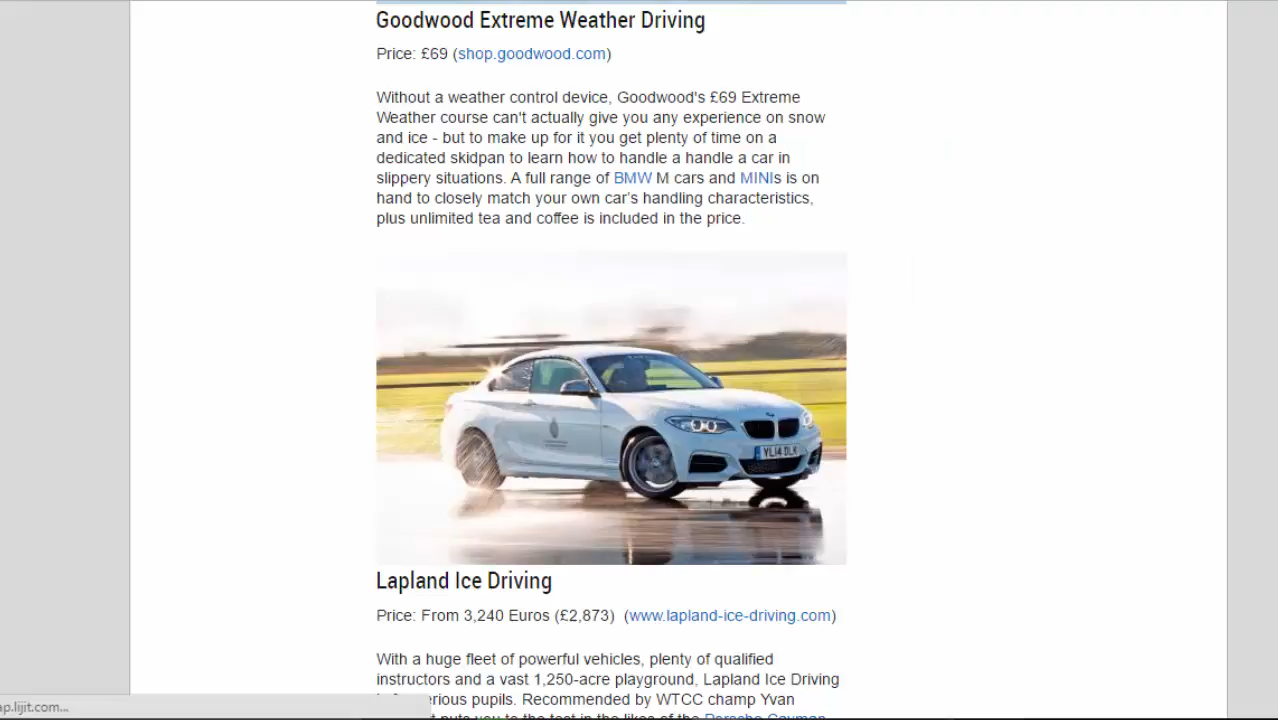 Goodwood Extreme Weather Driving
Price: £69 (shop.goodwood.com)
Without a weather control device, Goodwood's £69 Extreme
Weather course can't actually give you any experience on snow
and ice - but to make up for it you get plenty of time on a
dedicated skidpan to learn how to handle a handle a car in
slippery situations. A full range of BMW M cars and MINIs is on
hand to closely match your own car's handling characteristics,
plus unlimited tea and coffee is included in the price.
YL14 DLK
Lapland Ice Driving
Price: From 3,240 Euros (£2,873) (www.lapland-ice-driving.com)
With a huge fleet of powerful vehicles, plenty of qualified
instructors and a vast 1,250-acre playground, Lapland Ice Driving
pupils. Recommended by WTCC champ Yvan
puts you to the test in the likes of the Porsche Cayman
ap.lijit.com...